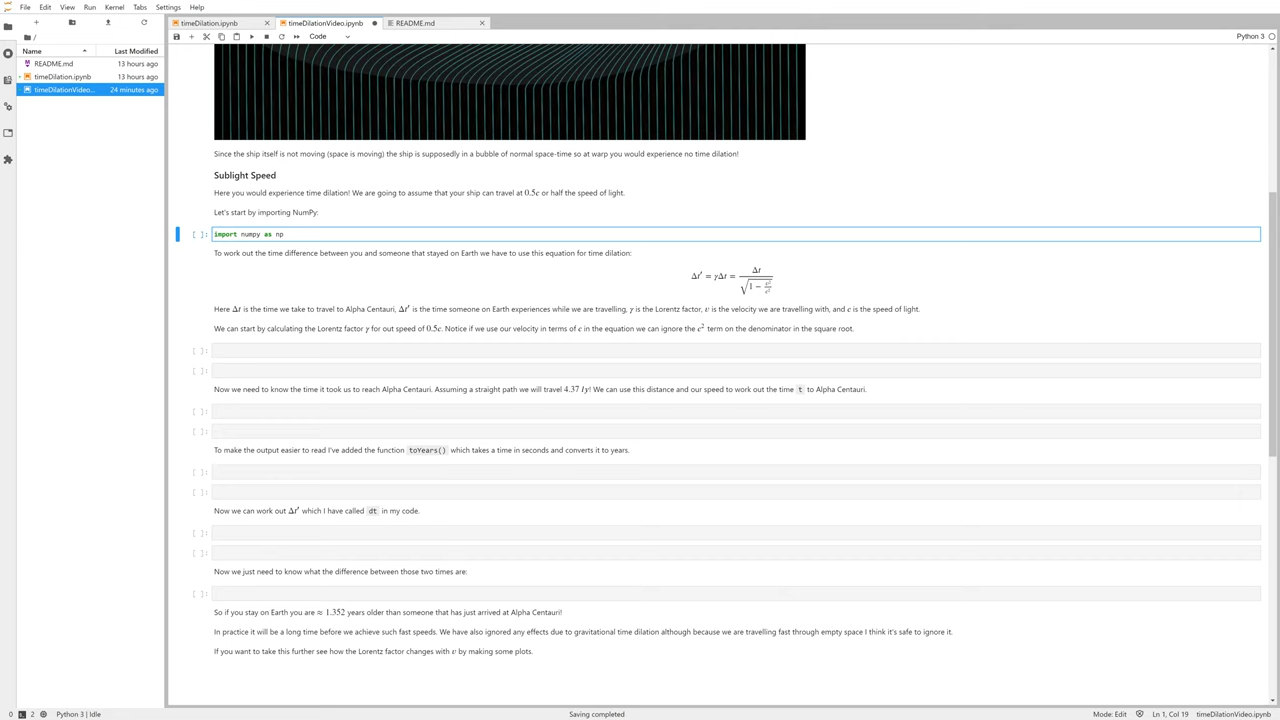 File Edit View Run Kernel Tabs Settings Help
timeDilation.ipynb × timeDilationVideo.ipynb ● README.md ×
Code Python 3
/
Name Last Modified
README.md 13 hours ago
timeDilation.ipynb 13 hours ago
timeDilationVideo... 24 minutes ago
Since the ship itself is not moving (space is moving) the ship is supposedly in a bubble of normal space-time so at warp you would experience no time dilation!
Sublight Speed
Here you would experience time dilation! We are going to assume that your ship can travel at 0.5c or half the speed of light.
Let's start by importing NumPy:
[ ]: import numpy as np
To work out the time difference between you and someone that stayed on Earth we have to use this equation for time dilation:
Δt′ = γΔt = Δt / √(1 − v²/c²)
Here Δt is the time we take to travel to Alpha Centauri, Δt′ is the time someone on Earth experiences while we are travelling, γ is the Lorentz factor, v is the velocity we are travelling with, and c is the speed of light.
We can start by calculating the Lorentz factor γ for out speed of 0.5c. Notice if we use our velocity in terms of c in the equation we can ignore the c² term on the denominator in the square root.
[ ]:
[ ]:
Now we need to know the time it took us to reach Alpha Centauri. Assuming a straight path we will travel 4.37 ly! We can use this distance and our speed to work out the time t to Alpha Centauri.
[ ]:
[ ]:
To make the output easier to read I've added the function toYears() which takes a time in seconds and converts it to years.
[ ]:
[ ]:
Now we can work out Δt′ which I have called dt in my code.
[ ]:
[ ]:
Now we just need to know what the difference between those two times are:
[ ]:
So if you stay on Earth you are ≈ 1.352 years older than someone that has just arrived at Alpha Centauri!
In practice it will be a long time before we achieve such fast speeds. We have also ignored any effects due to gravitational time dilation although because we are travelling fast through empty space I think it's safe to ignore it.
If you want to take this further see how the Lorentz factor changes with v by making some plots.
0 2 Python 3 | Idle Saving completed Mode: Edit Ln 1, Col 19 timeDilationVideo.ipynb